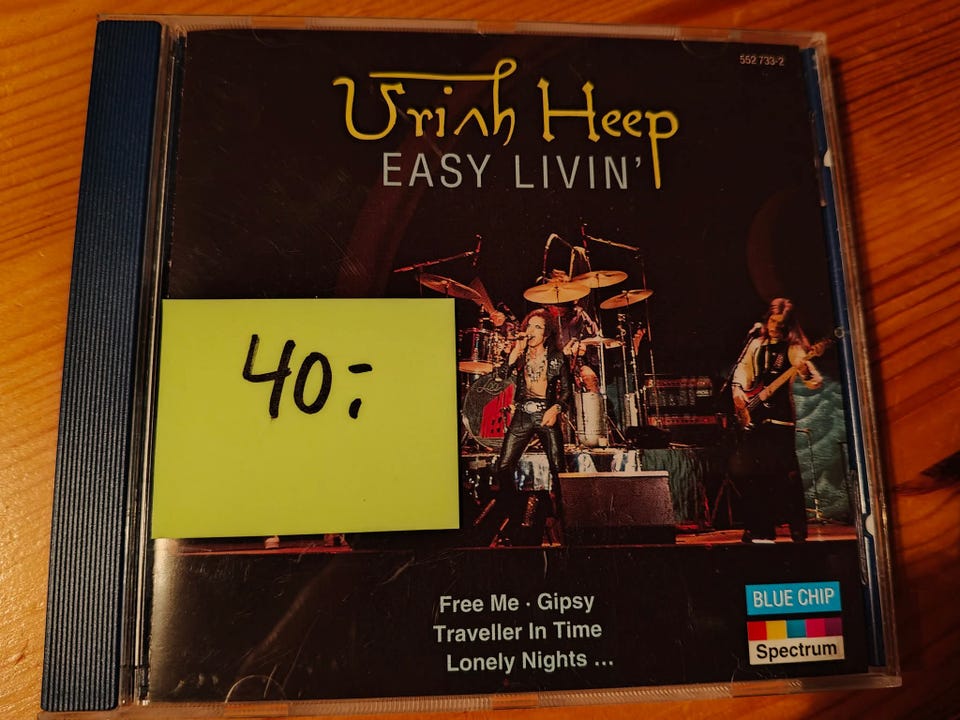 552 733-2
Uriah Heep
EASY LIVIN'
40:-
Free Me · Gipsy
Traveller In Time
Lonely Nights ...
BLUE CHIP
Spectrum